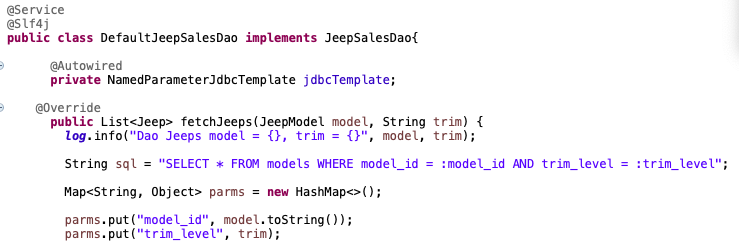 @Service
@Slf4j
public class DefaultJeepSalesDao implements JeepSalesDao{
@Autowired
private NamedParameterJdbcTemplate jdbcTemplate;
@Override
public List<Jeep> fetchJeeps(JeepModel model, String trim) {
log.info("Dao Jeeps model = {}, trim = {}", model, trim);
String sql = "SELECT * FROM models WHERE model_id = :model_id AND trim_level = :trim_level";
Map<String, Object> parms = new HashMap<>();
parms.put("model_id", model.toString());
parms.put("trim_level", trim);